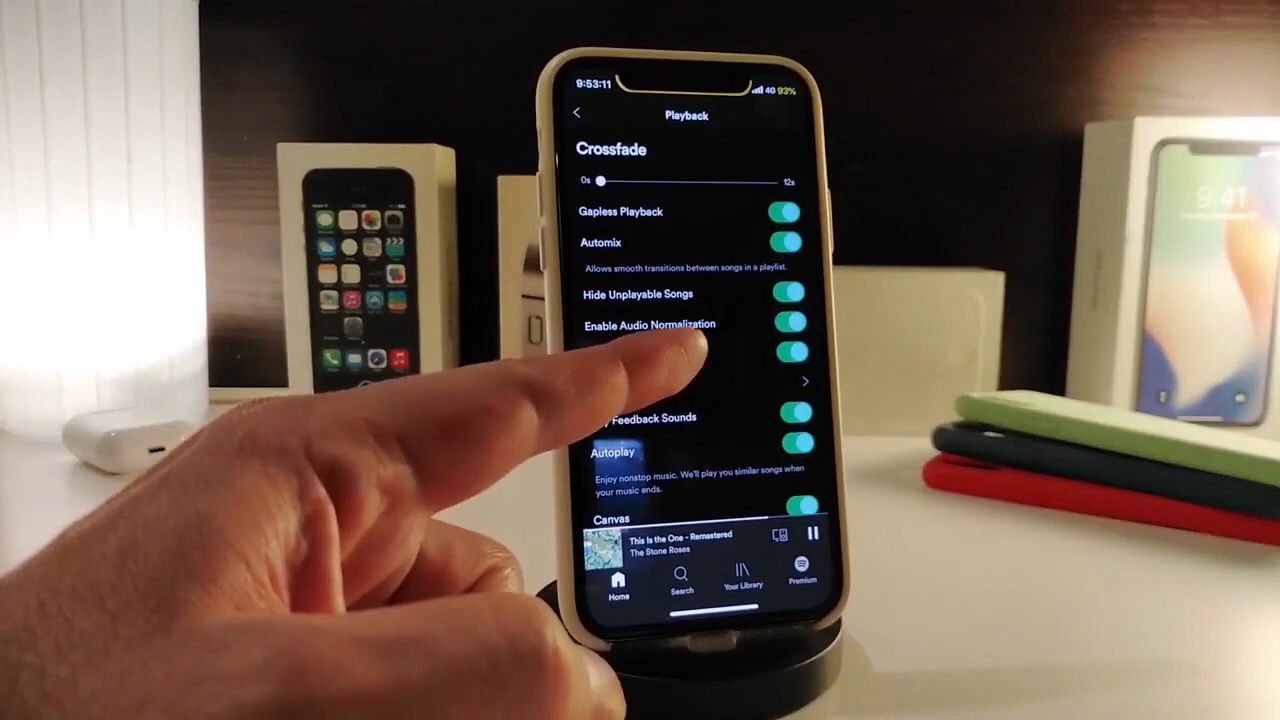 9:53:11
4G 93%
Playback
Crossfade
0s
12s
Gapless Playback
Automix
Allows smooth transitions between songs in a playlist.
Hide Unplayable Songs
Enable Audio Normalization
Feedback Sounds
Autoplay
Enjoy nonstop music. We'll play you similar songs when
your music ends.
Canvas
This Is the One - Remastered
The Stone Roses
Home
Search
Your Library
Premium
9:41